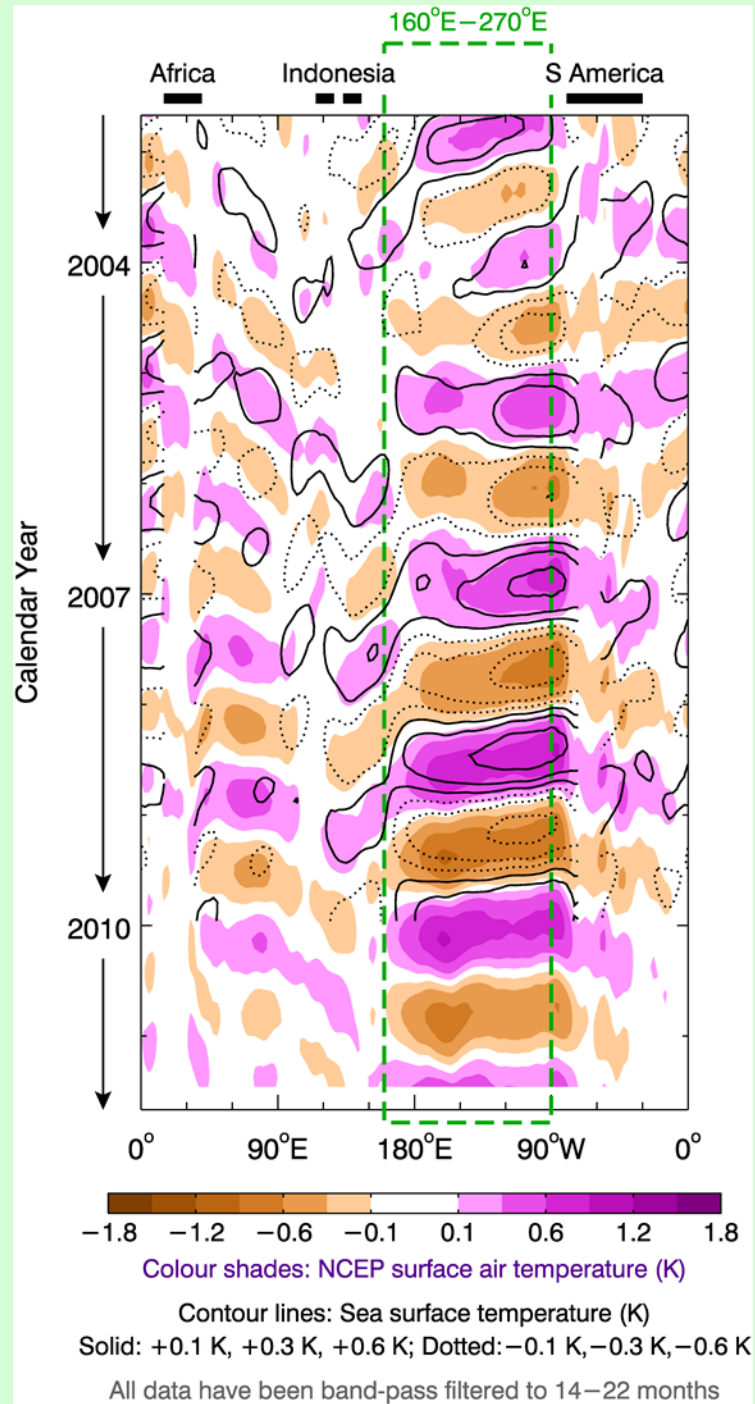 160°E−270°E
Africa Indonesia S America
Calendar Year
2004
2007
2010
0° 90°E 180°E 90°W 0°
−1.8 −1.2 −0.6 −0.1 0.1 0.6 1.2 1.8
Colour shades: NCEP surface air temperature (K)
Contour lines: Sea surface temperature (K)
Solid: +0.1 K, +0.3 K, +0.6 K; Dotted:−0.1 K,−0.3 K,−0.6 K
All data have been band-pass filtered to 14−22 months